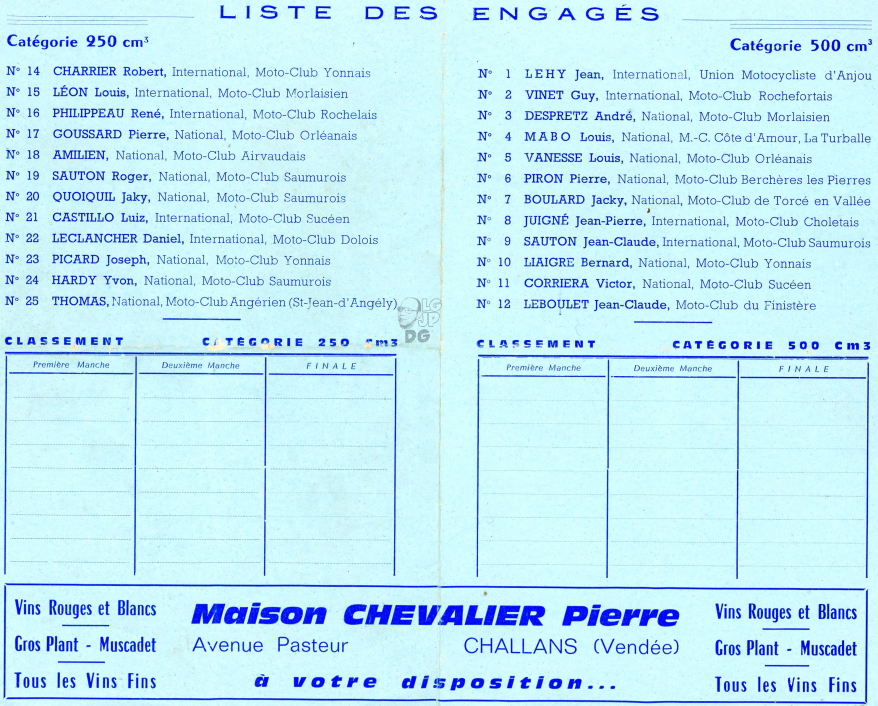 LISTE DES ENGAGÉS
Catégorie 250 cm³
N° 14 CHARRIER Robert, International, Moto-Club Yonnais
N° 15 LÉON Louis, International, Moto-Club Morlaisien
N° 16 PHILIPPEAU René, International, Moto-Club Rochelais
N° 17 GOUSSARD Pierre, National, Moto-Club Orléanais
N° 18 AMILIEN, National, Moto-Club Airvaudais
N° 19 SAUTON Roger, National, Moto-Club Saumurois
N° 20 QUOIQUIL Jaky, National, Moto-Club Saumurois
N° 21 CASTILLO Luiz, International, Moto-Club Sucéen
N° 22 LECLANCHER Daniel, International, Moto-Club Dolois
N° 23 PICARD Joseph, National, Moto-Club Yonnais
N° 24 HARDY Yvon, National, Moto-Club Saumurois
N° 25 THOMAS, National, Moto-Club Angérien (St-Jean-d'Angély)
CLASSEMENT CATÉGORIE 250 Cm3
Première Manche Deuxième Manche FINALE
Catégorie 500 cm³
N° 1 LEHY Jean, International, Union Motocycliste d'Anjou
N° 2 VINET Guy, International, Moto-Club Rochefortais
N° 3 DESPRETZ André, National, Moto-Club Morlaisien
N° 4 MABO Louis, National, M.-C. Côte d'Amour, La Turballe
N° 5 VANESSE Louis, National, Moto-Club Orléanais
N° 6 PIRON Pierre, National, Moto-Club Berchères les Pierres
N° 7 BOULARD Jacky, National, Moto-Club de Torcé en Vallée
N° 8 JUIGNÉ Jean-Pierre, International, Moto-Club Choletais
N° 9 SAUTON Jean-Claude, International, Moto-Club Saumurois
N° 10 LIAIGRE Bernard, National, Moto-Club Yonnais
N° 11 CORRIERA Victor, National, Moto-Club Sucéen
N° 12 LEBOULET Jean-Claude, Moto-Club du Finistère
CLASSEMENT CATÉGORIE 500 Cm3
Première Manche Deuxième Manche FINALE
LG
JP
DG
Vins Rouges et Blancs
Gros Plant - Muscadet
Tous les Vins Fins
Maison CHEVALIER Pierre
Avenue Pasteur CHALLANS (Vendée)
à votre disposition...
Vins Rouges et Blancs
Gros Plant - Muscadet
Tous les Vins Fins